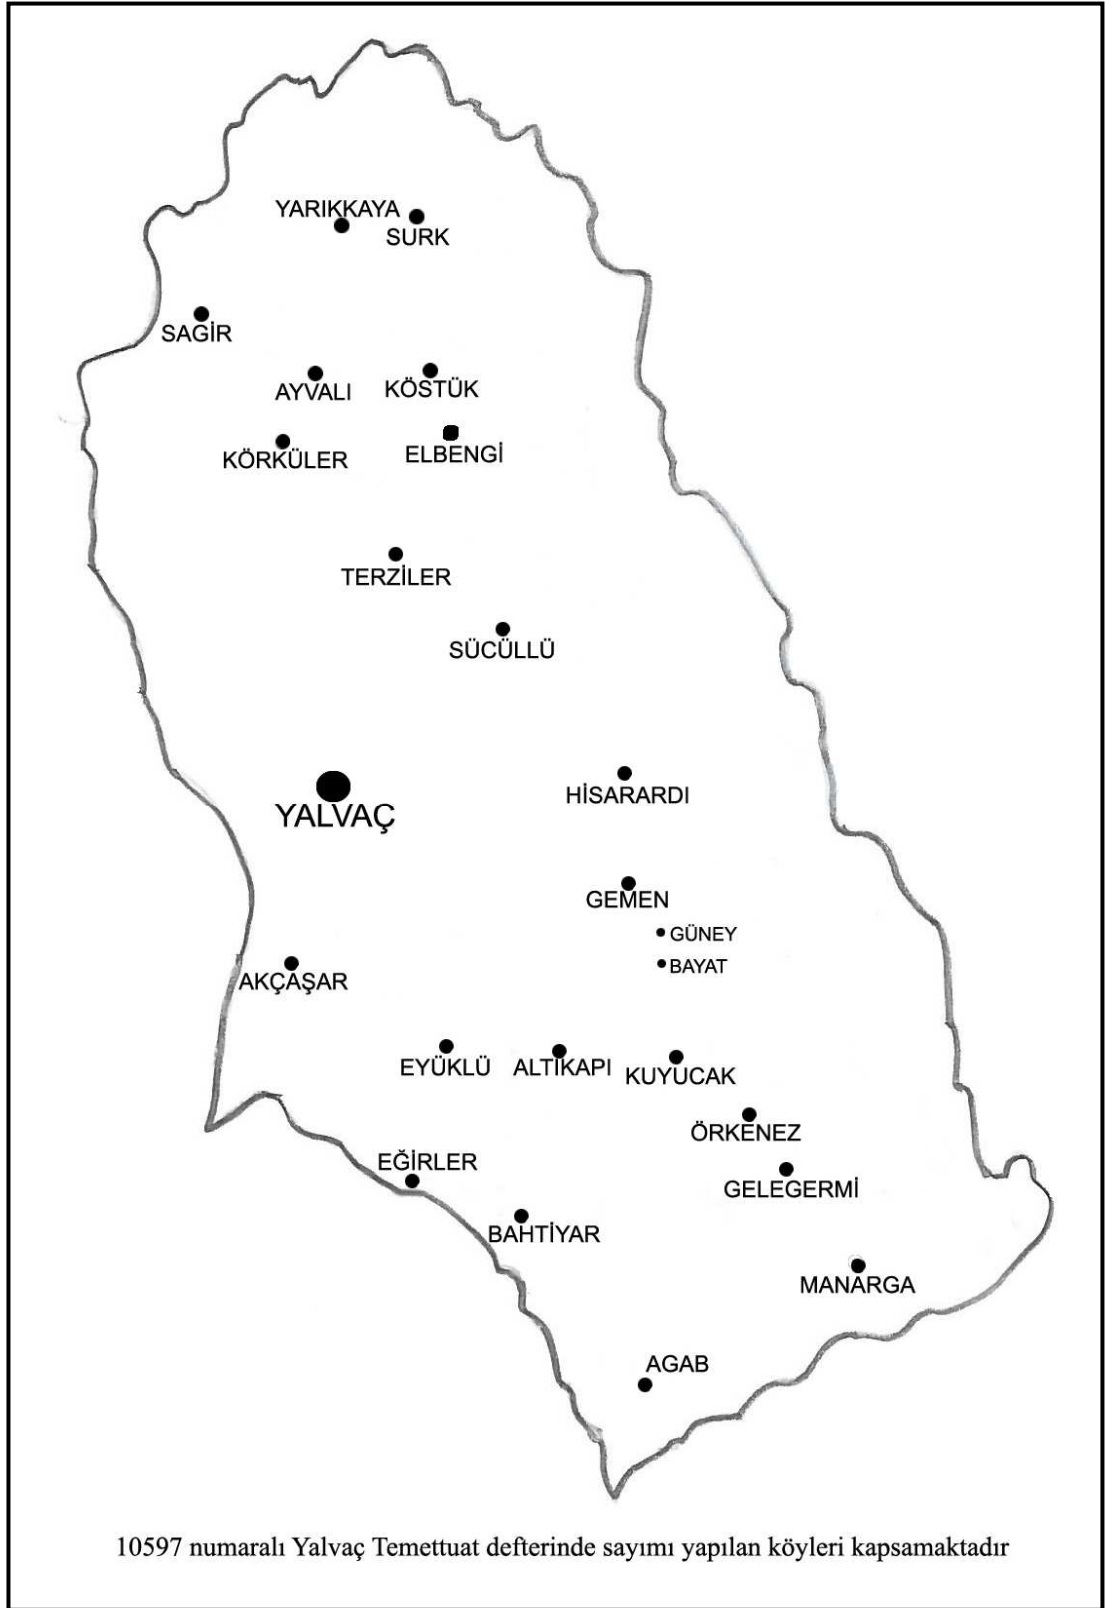 YARIKKAYA
SURK
SAGİR
AYVALI
KÖSTÜK
KÖRKÜLER
ELBENGİ
TERZİLER
SÜCÜLLÜ
YALVAÇ
HİSARARDI
GEMEN
GÜNEY
BAYAT
AKÇAŞAR
EYÜKLÜ
ALTIKAPI
KUYUCAK
ÖRKENEZ
EĞİRLER
GELEGERMİ
BAHTİYAR
MANARGA
AGAB
10597 numaralı Yalvaç Temettuat defterinde sayımı yapılan köyleri kapsamaktadır